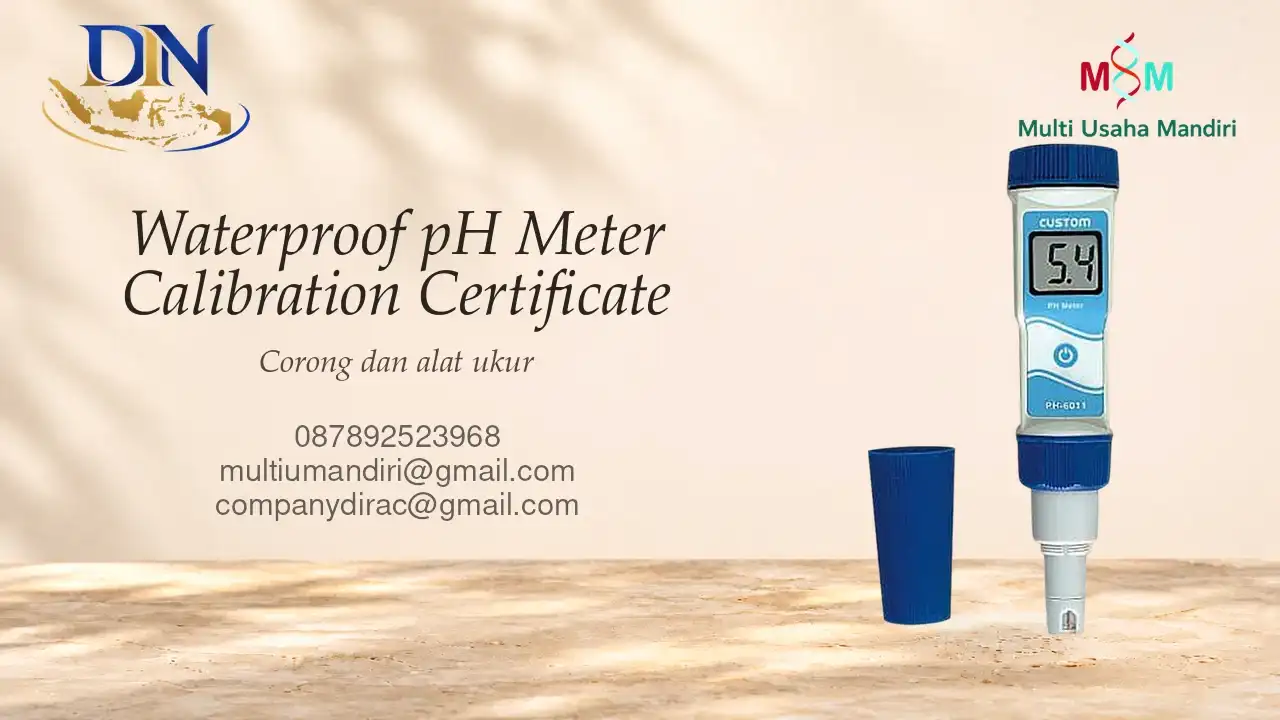 DIN
M M
Multi Usaha Mandiri
Waterproof pH Meter
Calibration Certificate
Corong dan alat ukur
087892523968
multiumandiri@gmail.com
companydirac@gmail.com
CUSTOM
5.4
PH Meter
PH-6011